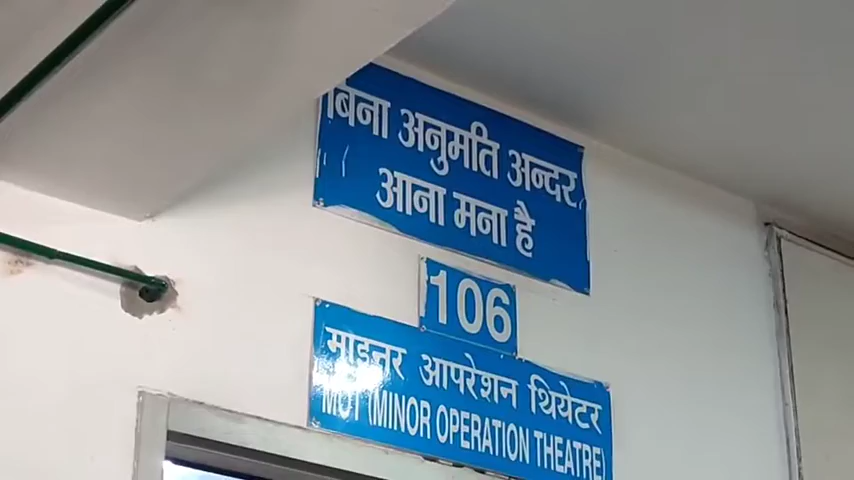 बिना अनुमति अन्दर
आना मना है
106
माइनर आपरेशन थियेटर
MOT (MINOR OPERATION THEATRE)